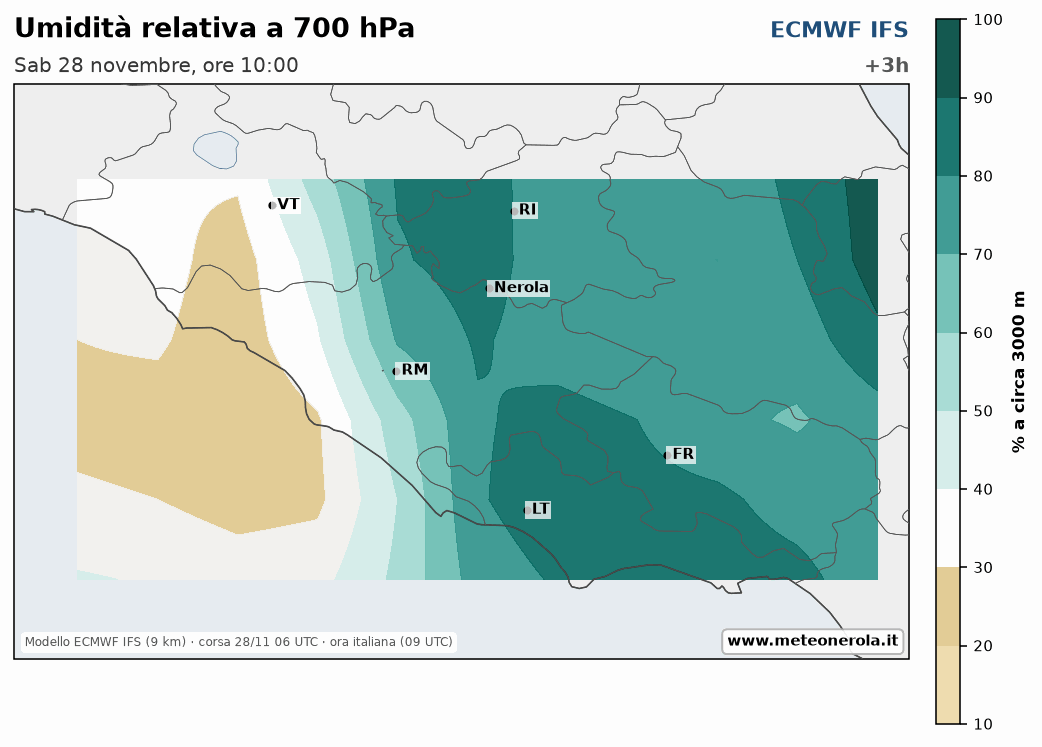 Umidità relativa a 700 hPa
ECMWF IFS
Sab 28 novembre, ore 10:00
+3h
VT
RI
Nerola
RM
FR
LT
100
90
80
70
60
50
40
30
20
10
% a circa 3000 m
Modello ECMWF IFS (9 km) · corsa 28/11 06 UTC · ora italiana (09 UTC)
www.meteonerola.it